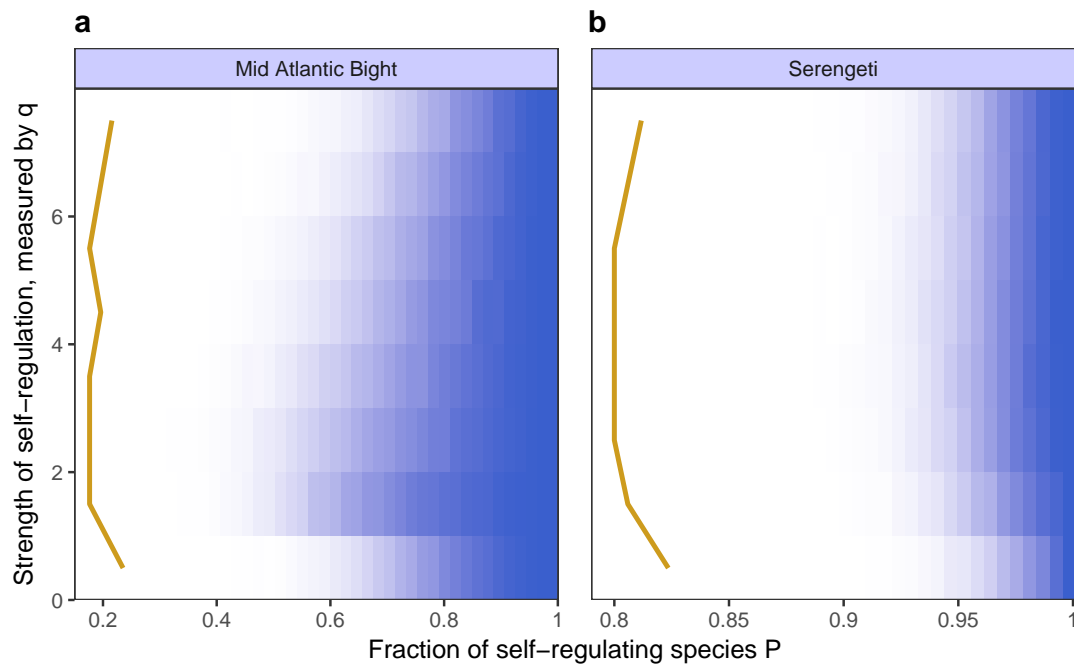 a
b
Mid Atlantic Bight
Serengeti
Strength of self−regulation, measured by q
6
4
2
0
0.2 0.4 0.6 0.8 1
0.8 0.85 0.9 0.95 1
Fraction of self−regulating species P